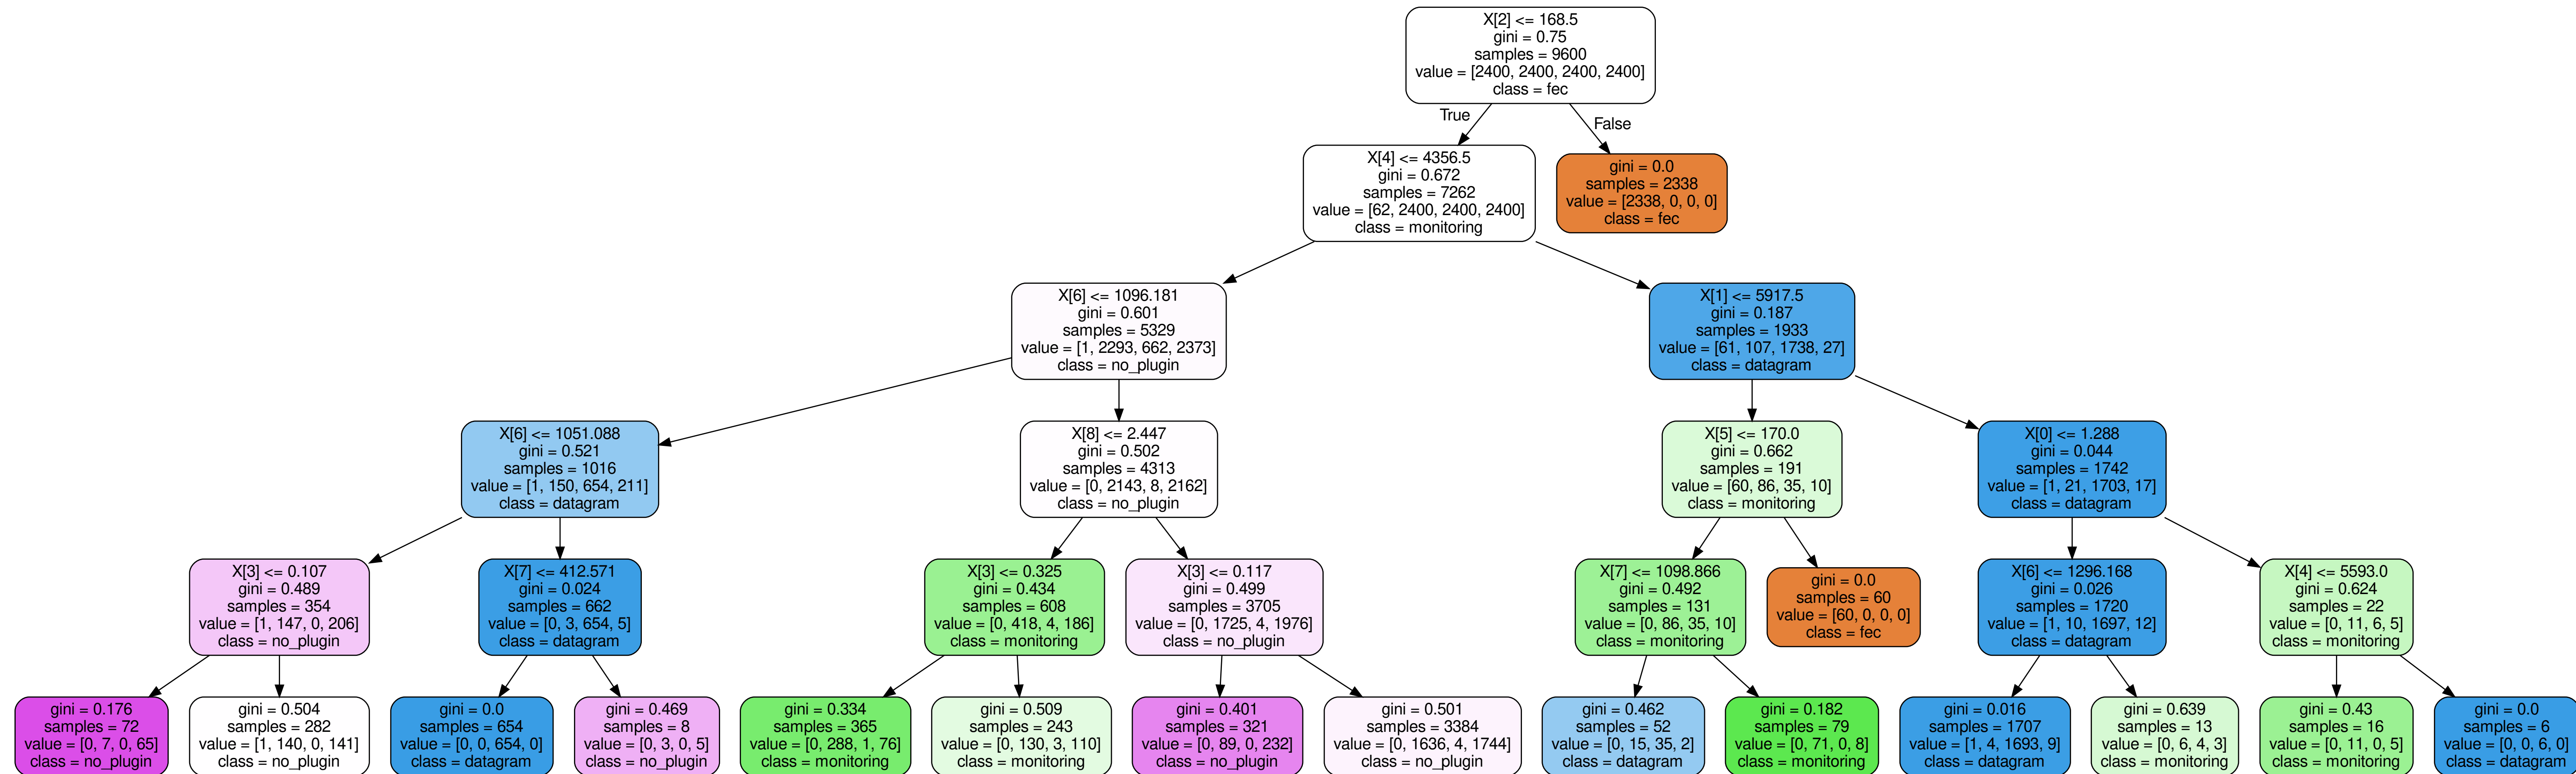 X[2] <= 168.5
gini = 0.75
samples = 9600
value = [2400, 2400, 2400, 2400]
class = fec
True
False
X[4] <= 4356.5
gini = 0.672
samples = 7262
value = [62, 2400, 2400, 2400]
class = monitoring
gini = 0.0
samples = 2338
value = [2338, 0, 0, 0]
class = fec
X[6] <= 1096.181
gini = 0.601
samples = 5329
value = [1, 2293, 662, 2373]
class = no_plugin
X[1] <= 5917.5
gini = 0.187
samples = 1933
value = [61, 107, 1738, 27]
class = datagram
X[6] <= 1051.088
gini = 0.521
samples = 1016
value = [1, 150, 654, 211]
class = datagram
X[8] <= 2.447
gini = 0.502
samples = 4313
value = [0, 2143, 8, 2162]
class = no_plugin
X[5] <= 170.0
gini = 0.662
samples = 191
value = [60, 86, 35, 10]
class = monitoring
X[0] <= 1.288
gini = 0.044
samples = 1742
value = [1, 21, 1703, 17]
class = datagram
X[3] <= 0.107
gini = 0.489
samples = 354
value = [1, 147, 0, 206]
class = no_plugin
X[7] <= 412.571
gini = 0.024
samples = 662
value = [0, 3, 654, 5]
class = datagram
X[3] <= 0.325
gini = 0.434
samples = 608
value = [0, 418, 4, 186]
class = monitoring
X[3] <= 0.117
gini = 0.499
samples = 3705
value = [0, 1725, 4, 1976]
class = no_plugin
X[7] <= 1098.866
gini = 0.492
samples = 131
value = [0, 86, 35, 10]
class = monitoring
gini = 0.0
samples = 60
value = [60, 0, 0, 0]
class = fec
X[6] <= 1296.168
gini = 0.026
samples = 1720
value = [1, 10, 1697, 12]
class = datagram
X[4] <= 5593.0
gini = 0.624
samples = 22
value = [0, 11, 6, 5]
class = monitoring
gini = 0.176
samples = 72
value = [0, 7, 0, 65]
class = no_plugin
gini = 0.504
samples = 282
value = [1, 140, 0, 141]
class = no_plugin
gini = 0.0
samples = 654
value = [0, 0, 654, 0]
class = datagram
gini = 0.469
samples = 8
value = [0, 3, 0, 5]
class = no_plugin
gini = 0.334
samples = 365
value = [0, 288, 1, 76]
class = monitoring
gini = 0.509
samples = 243
value = [0, 130, 3, 110]
class = monitoring
gini = 0.401
samples = 321
value = [0, 89, 0, 232]
class = no_plugin
gini = 0.501
samples = 3384
value = [0, 1636, 4, 1744]
class = no_plugin
gini = 0.462
samples = 52
value = [0, 15, 35, 2]
class = datagram
gini = 0.182
samples = 79
value = [0, 71, 0, 8]
class = monitoring
gini = 0.016
samples = 1707
value = [1, 4, 1693, 9]
class = datagram
gini = 0.639
samples = 13
value = [0, 6, 4, 3]
class = monitoring
gini = 0.43
samples = 16
value = [0, 11, 0, 5]
class = monitoring
gini = 0.0
samples = 6
value = [0, 0, 6, 0]
class = datagram